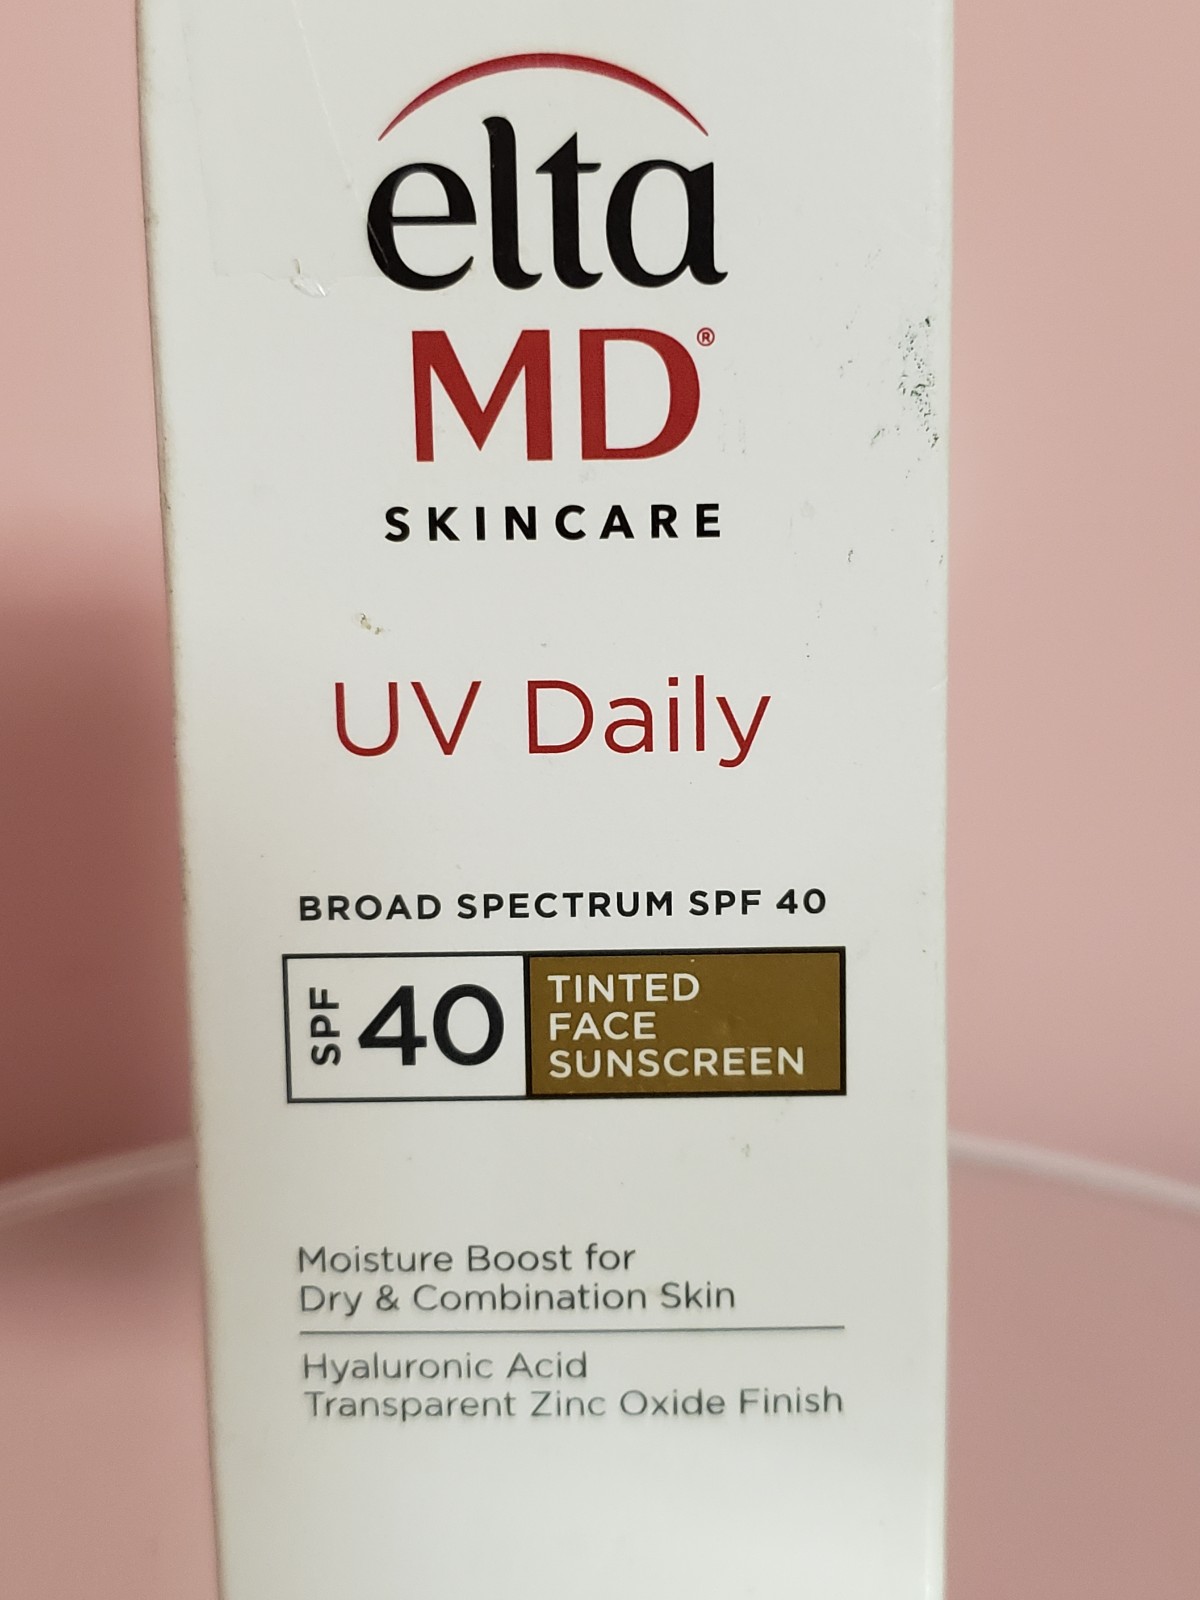 elta
MD®
SKINCARE
UV Daily
BROAD SPECTRUM SPF 40
SPF 40
TINTED
FACE
SUNSCREEN
Moisture Boost for
Dry & Combination Skin
Hyaluronic Acid
Transparent Zinc Oxide Finish